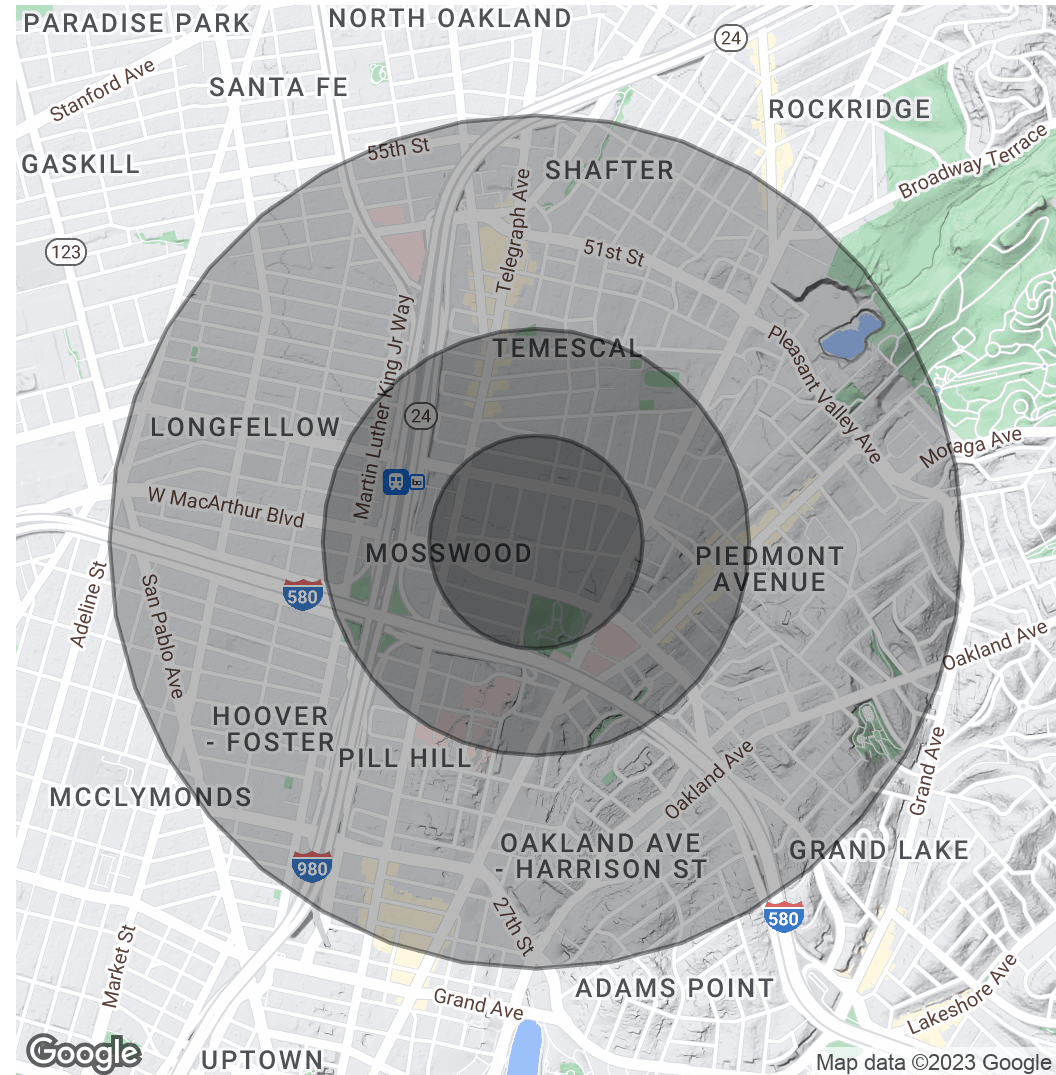 PARADISE PARK
NORTH OAKLAND
24
Stanford Ave
SANTA FE
ROCKRIDGE
55th St
Broadway Terrace
GASKILL
SHAFTER
Telegraph Ave
123
51st St
Martin Luther King Jr Way
TEMESCAL
Pleasant Valley Ave
24
LONGFELLOW
Moraga Ave
W MacArthur Blvd
MOSSWOOD
PIEDMONT
AVENUE
Adeline St
580
San Pablo Ave
Oakland Ave
HOOVER
- FOSTER
PILL HILL
Grand Ave
Oakland Ave
MCCLYMONDS
OAKLAND AVE
- HARRISON ST
GRAND LAKE
980
27th St
580
Market St
ADAMS POINT
Grand Ave
Lakeshore Ave
Google
UPTOWN
Map data ©2023 Google